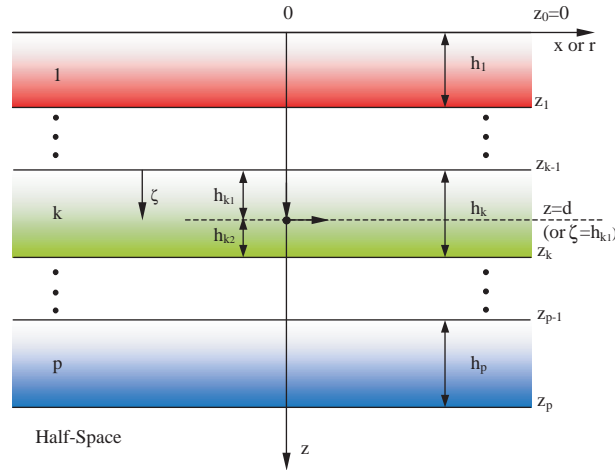 0
z0=0
x or r
h1
1
z1
zk-1
ζ
hk1
hk
k
z=d
(or ζ=hk1)
hk2
zk
zp-1
p
hp
zp
Half-Space
z